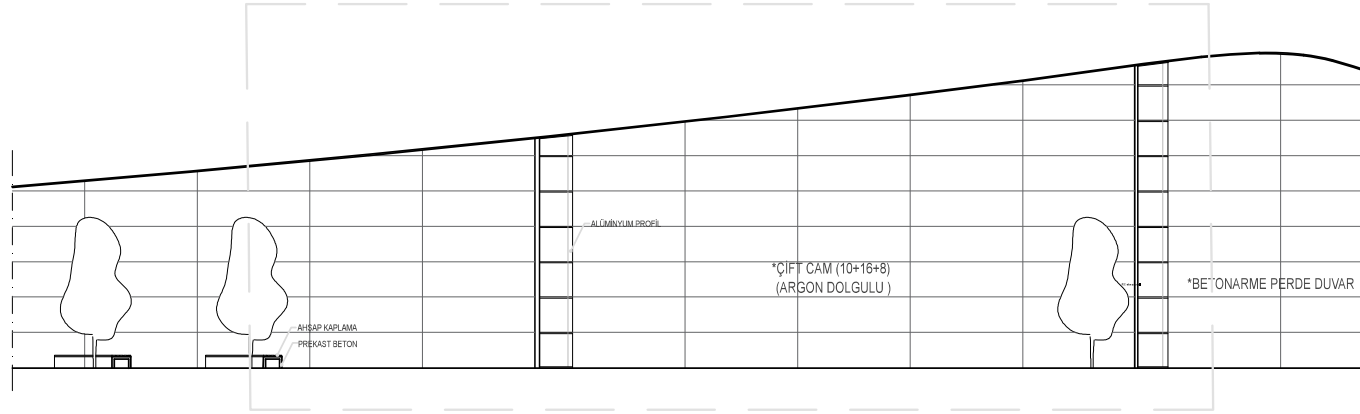 ALÜMİNYUM PROFİL
*ÇİFT CAM (10+16+8)
(ARGON DOLGULU )
*BETONARME PERDE DUVAR
AHŞAP KAPLAMA
PREKAST BETON